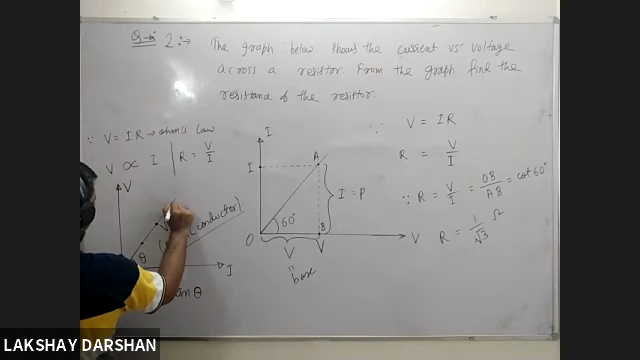 Q. No. 2 :→ The graph below shows the current vs voltage
across a resistor. From the graph find the
resistance of the resistor.
∵ V = IR → ohm's law
V ∝ I | R = V/I
V
θ
I
(conductor)
tan θ
I
I
A
60°
O
B
V
V
V
"
base
I = P
∵ V = IR
R = V/I
∵ R = V/I = OB/AB = cot 60°
R = 1/√3 Ω
LAKSHAY DARSHAN